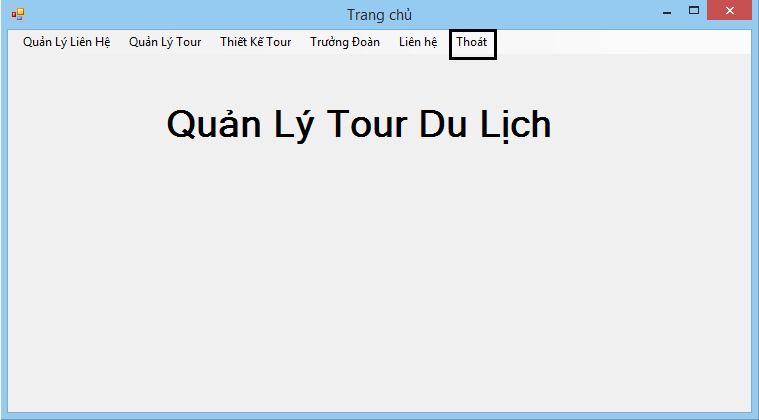 Trang chủ
Quản Lý Liên Hệ Quản Lý Tour Thiết Kế Tour Trưởng Đoàn Liên hệ Thoát
Quản Lý Tour Du Lịch